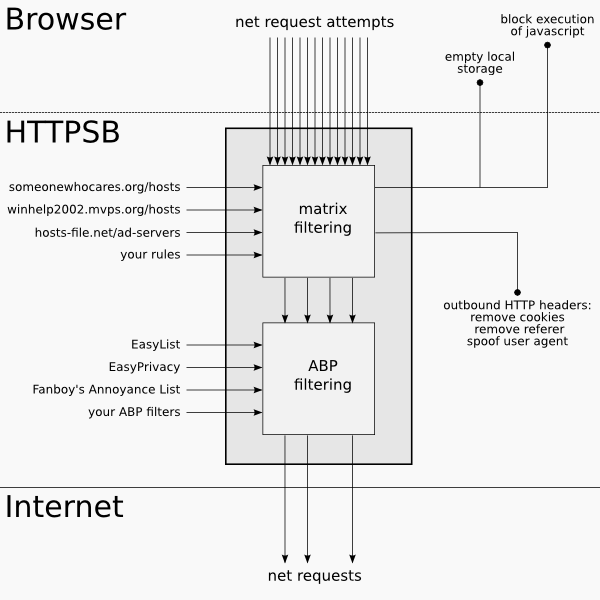 Browser
net request attempts
block execution
of javascript
empty local
storage
HTTPSB
someonewhocares.org/hosts
winhelp2002.mvps.org/hosts
hosts-file.net/ad-servers
your rules
matrix
filtering
outbound HTTP headers:
remove cookies
remove referer
spoof user agent
EasyList
EasyPrivacy
Fanboy's Annoyance List
your ABP filters
ABP
filtering
Internet
net requests